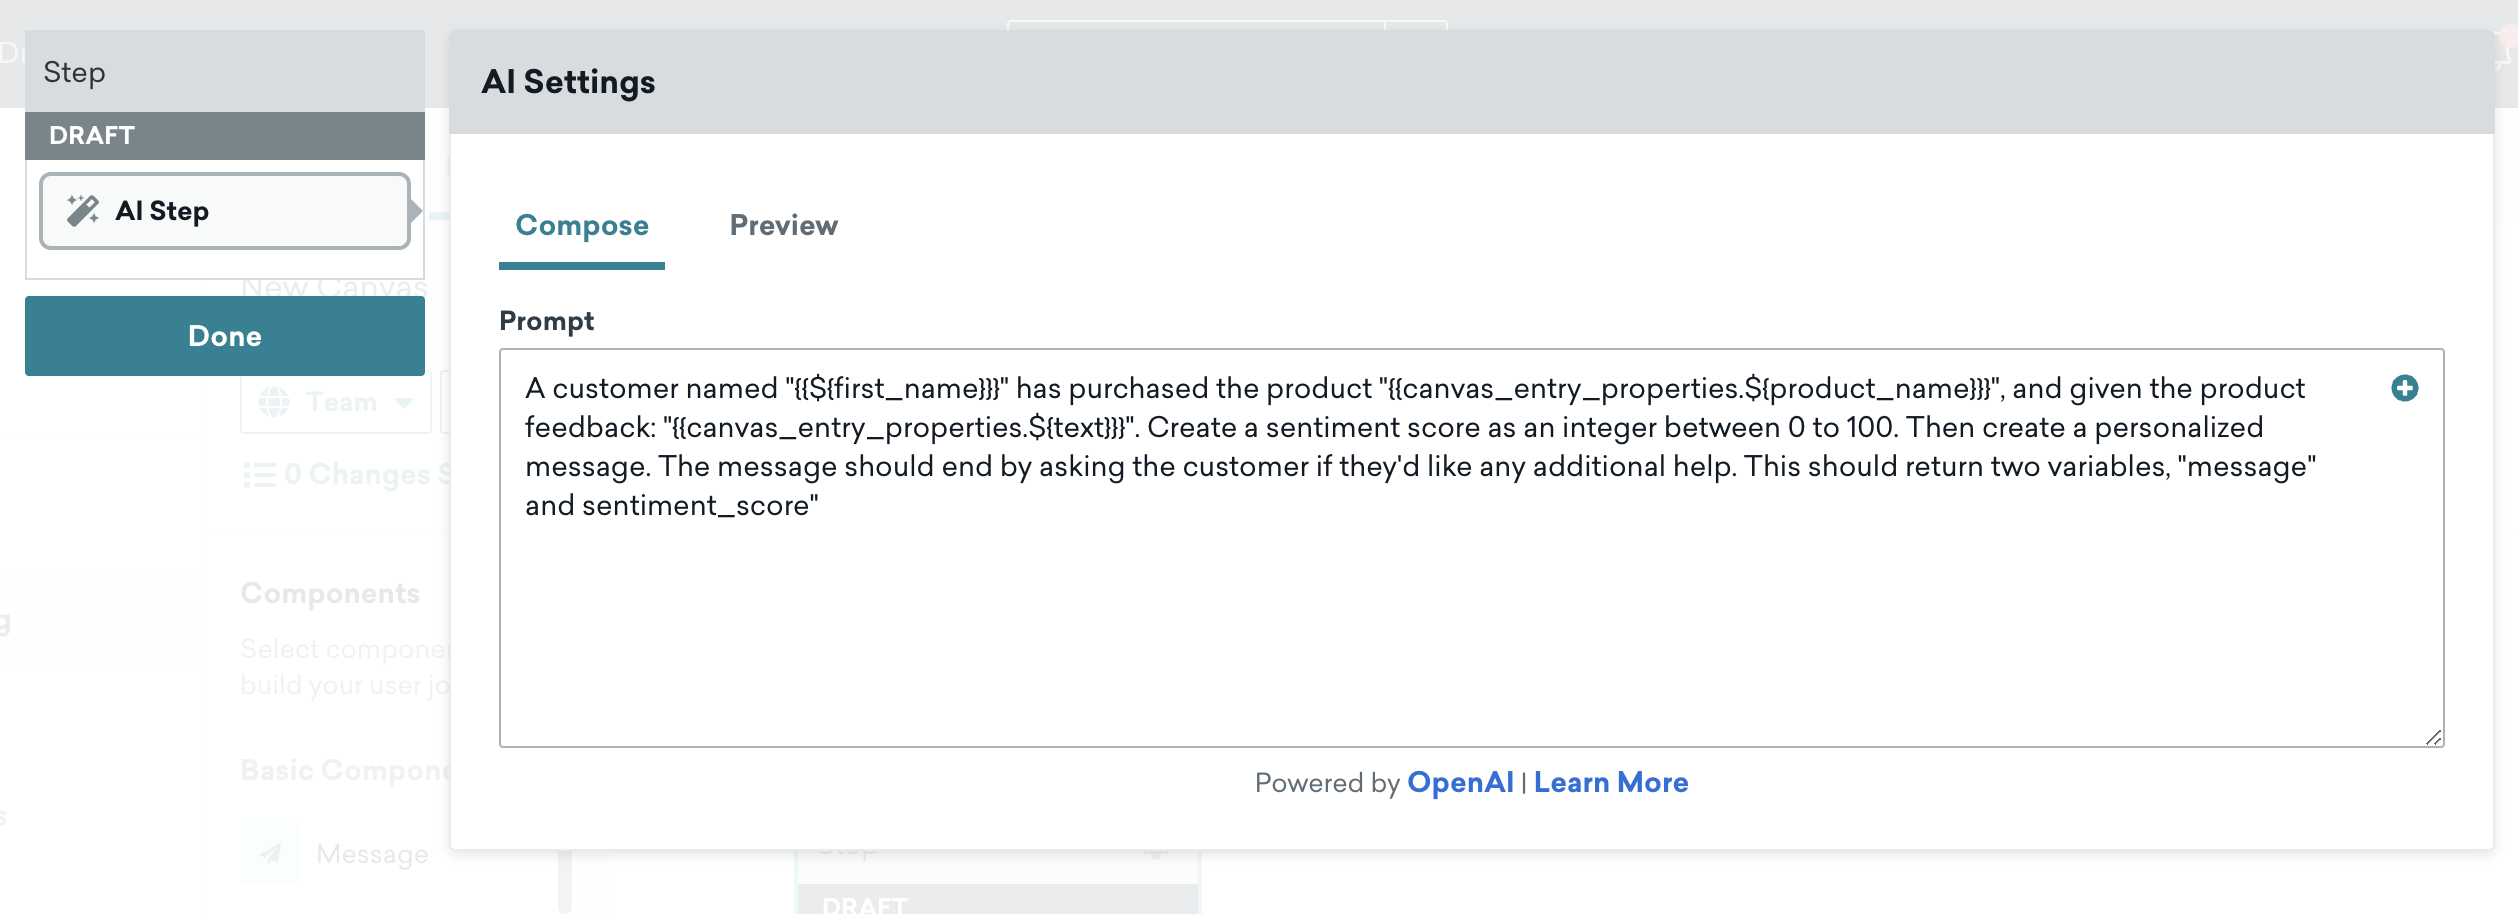 Step
DRAFT
AI Step
Done
New Canvas
Team
0 Changes S
Components
Select compone
build your user jo
Basic Compone
Message
AI Settings
Compose
Preview
Prompt
A customer named "{{${first_name}}}" has purchased the product "{{canvas_entry_properties.${product_name}}}", and given the product
feedback: "{{canvas_entry_properties.${text}}}". Create a sentiment score as an integer between 0 to 100. Then create a personalized
message. The message should end by asking the customer if they'd like any additional help. This should return two variables, "message"
and sentiment_score"
Powered by OpenAI | Learn More
Step
DRAFT